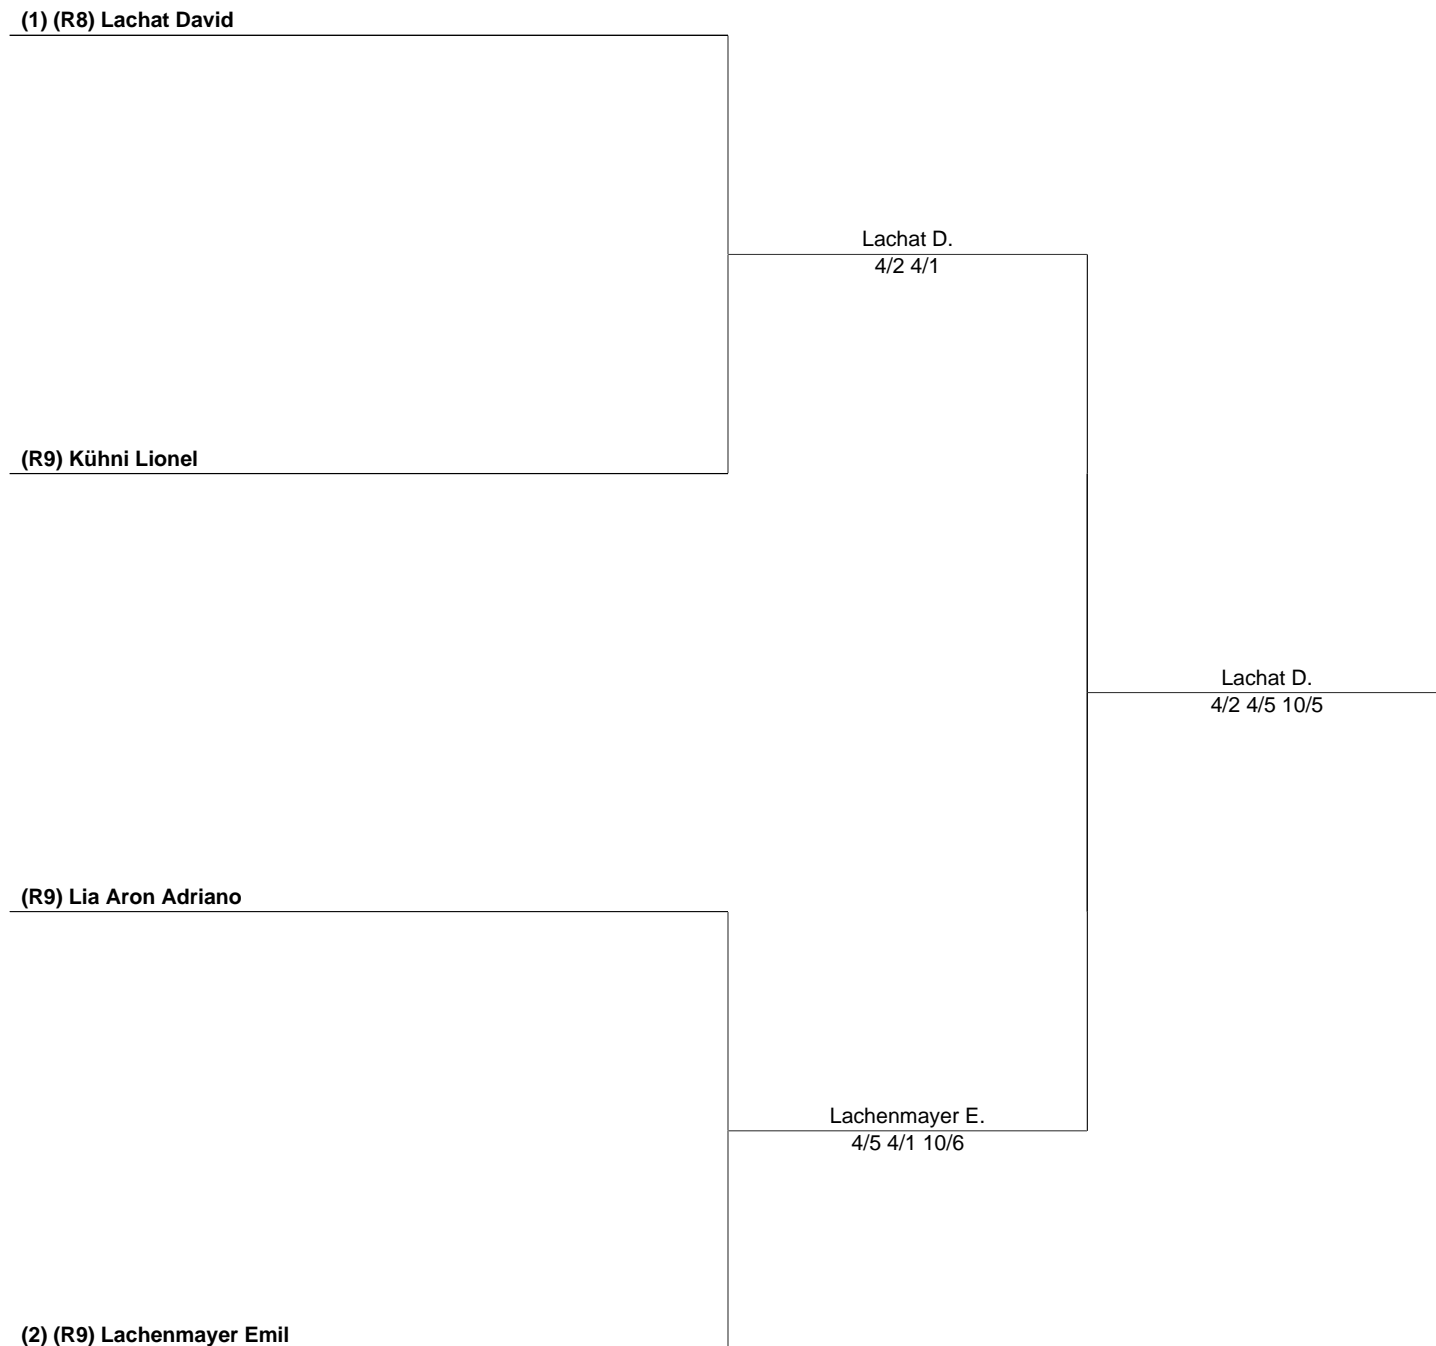 (1) (R8) Lachat David
Lachat D.
4/2 4/1
(R9) Kühni Lionel
Lachat D.
4/2 4/5 10/5
(R9) Lia Aron Adriano
Lachenmayer E.
4/5 4/1 10/6
(2) (R9) Lachenmayer Emil